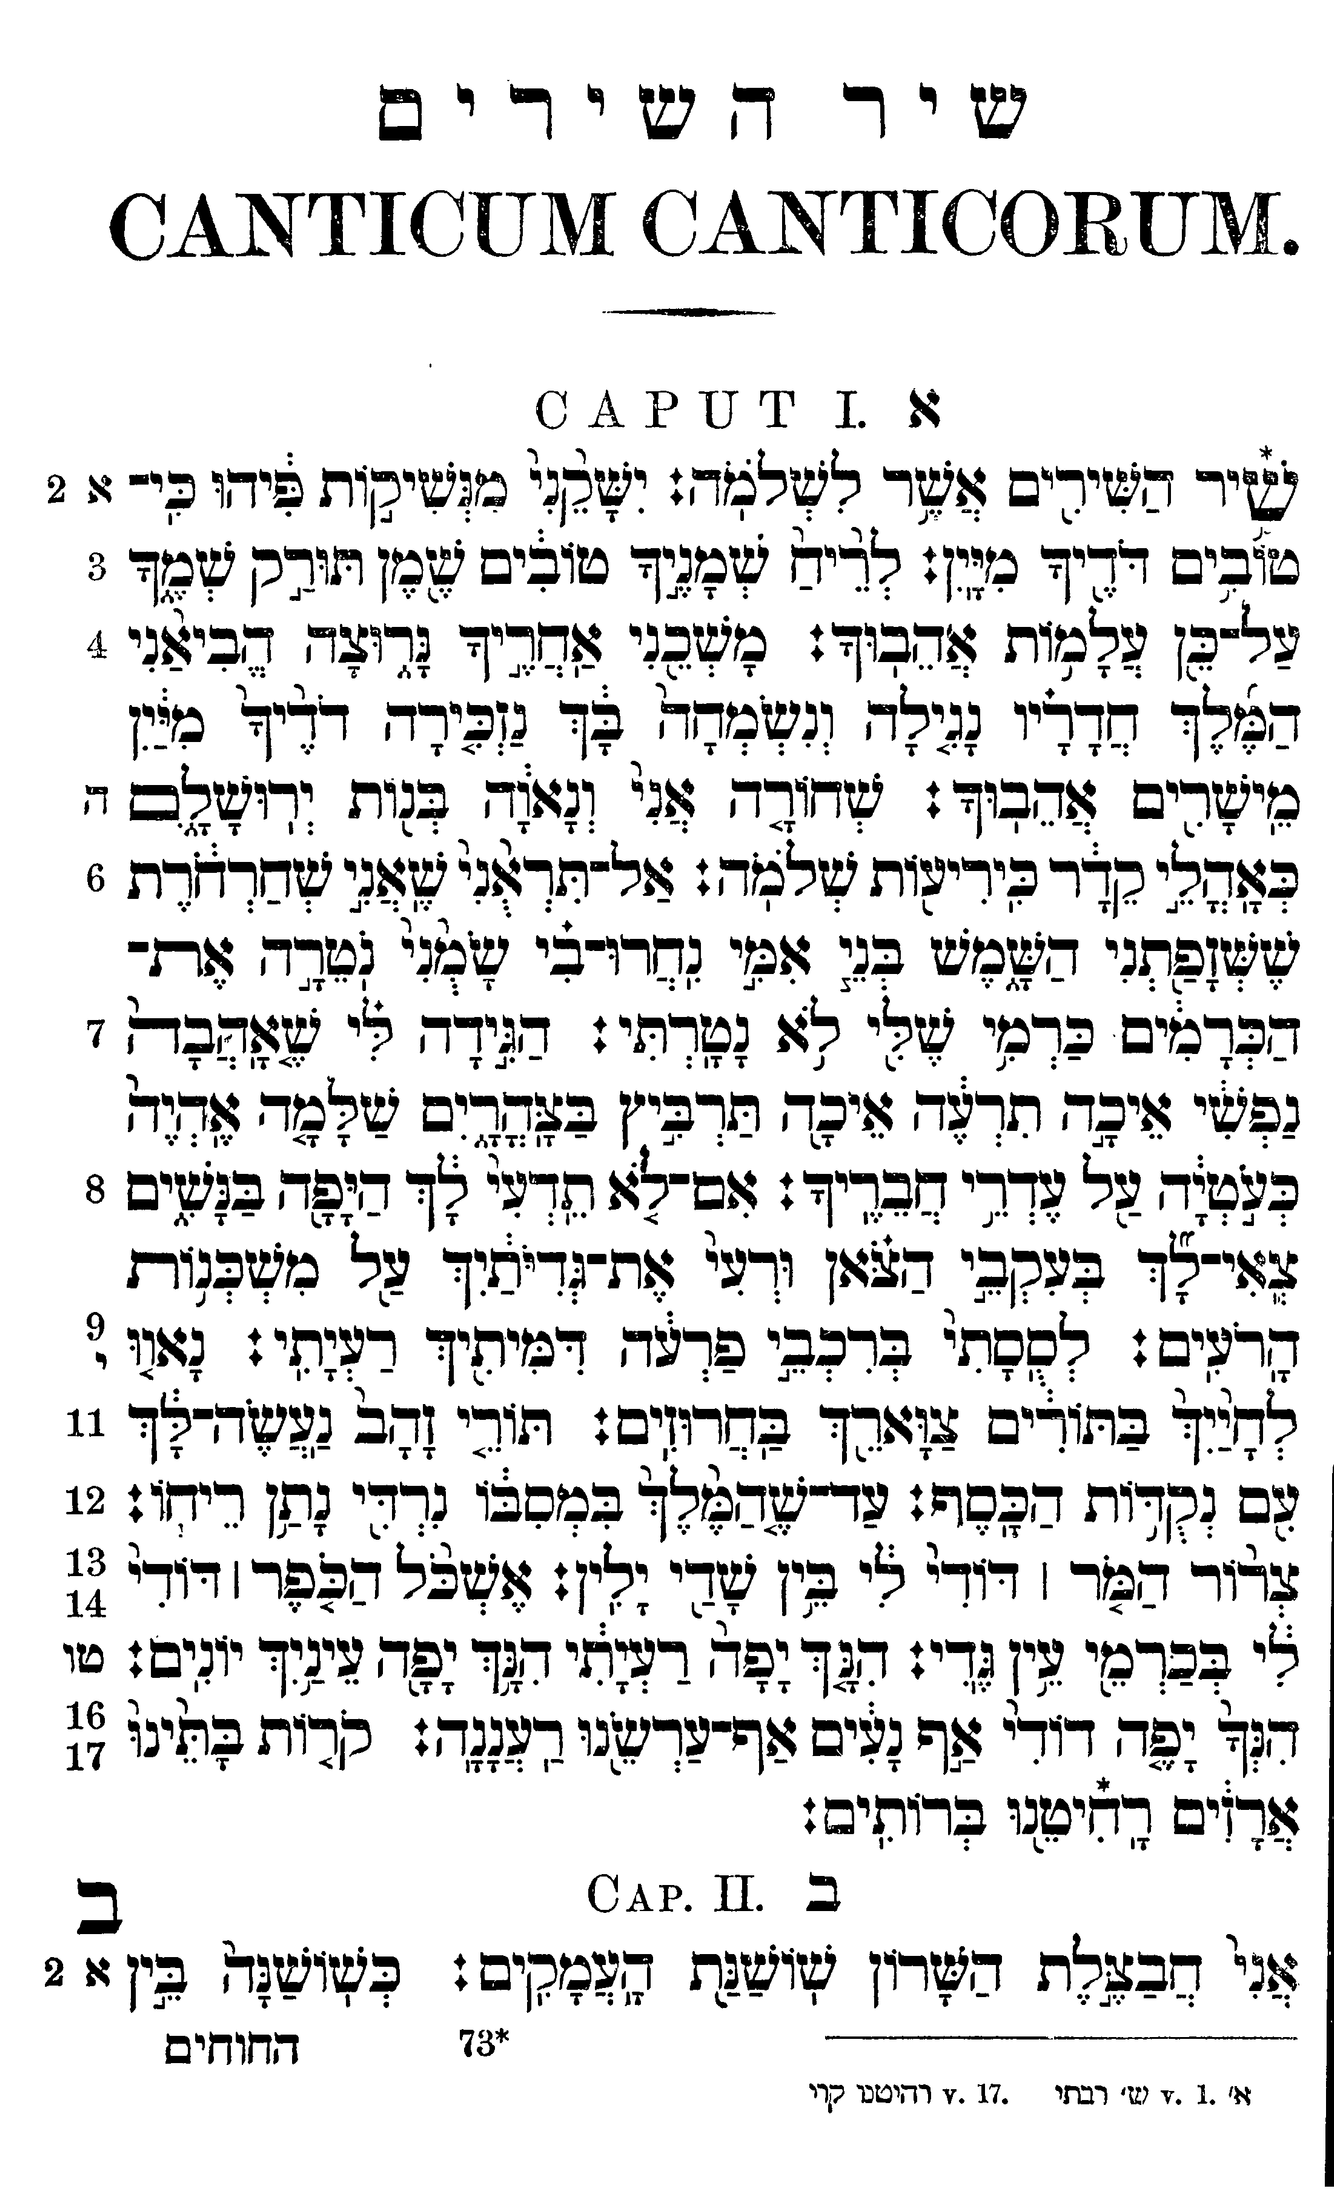 שיר השירים
CANTICUM CANTICORUM.
CAPUT I. א
שִׁ֥יר הַשִּׁירִ֖ים אֲשֶׁ֥ר לִשְׁלֹמֹֽה׃ יִשָּׁקֵ֙נִי֙ מִנְּשִׁיק֣וֹת פִּ֔יהוּ כִּֽי־ א 2
טוֹבִ֥ים דֹּדֶ֖יךָ מִיָּֽיִן׃ לְרֵ֙יחַ֙ שְׁמָנֶ֣יךָ טוֹבִ֔ים שֶׁ֖מֶן תּוּרַ֣ק שְׁמֶ֑ךָ 3
עַל־כֵּ֖ן עֲלָמ֥וֹת אֲהֵבֽוּךָ׃ מָשְׁכֵ֖נִי אַחֲרֶ֣יךָ נָּר֑וּצָה הֱבִיאַ֨נִי 4
הַמֶּ֜לֶךְ חֲדָרָ֗יו נָגִ֤ילָה וְנִשְׂמְחָה֙ בָּ֔ךְ נַזְכִּ֤ירָה דֹדֶ֙יךָ֙ מִיַּ֔יִן
מֵישָׁרִ֖ים אֲהֵבֽוּךָ׃ שְׁחוֹרָ֤ה אֲנִי֙ וְֽנָאוָ֔ה בְּנ֖וֹת יְרֽוּשָׁלָ֑͏ִם ה
כְּאָהֳלֵ֣י קֵדָ֔ר כִּירִיע֖וֹת שְׁלֹמֹֽה׃ אַל־תִּרְאֻ֙נִי֙ שֶׁאֲנִ֣י שְׁחַרְחֹ֔רֶת 6
שֶׁשְּׁזָפַ֖תְנִי הַשָּׁ֑מֶשׁ בְּנֵ֧י אִמִּ֣י נִֽחֲרוּ־בִ֗י שָׂמֻ֙נִי֙ נֹטֵרָ֣ה אֶת־
הַכְּרָמִ֔ים כַּרְמִ֥י שֶׁלִּ֖י לֹ֥א נָטָֽרְתִּי׃ הַגִּ֣ידָה לִּ֗י שֶׁ֤אָהֲבָה֙ 7
נַפְשִׁ֔י אֵיכָ֣ה תִרְעֶ֔ה אֵיכָ֖ה תַּרְבִּ֣יץ בַּֽצָּהֳרָ֑יִם שַׁלָּמָ֤ה אֶֽהְיֶה֙
כְּעֹ֣טְיָ֔ה עַ֖ל עֶדְרֵ֥י חֲבֵרֶֽיךָ׃ אִם־לֹ֤א תֵֽדְעִי֙ לָ֔ךְ הַיָּפָ֖ה בַּנָּשִׁ֑ים 8
צְֽאִי־לָ֞ךְ בְּעִקְבֵ֣י הַצֹּ֗אן וּרְעִי֙ אֶת־גְּדִיֹּתַ֔יִךְ עַ֖ל מִשְׁכְּנ֥וֹת
הָרֹעִֽים׃ לְסֻֽסָתִי֙ בְּרִכְבֵ֣י פַרְעֹ֔ה דִּמִּיתִ֖יךְ רַעְיָתִֽי׃ נָאו֤וּ 9 י
לְחָיַ֙יִךְ֙ בַּתּוֹרִ֔ים צַוָּארֵ֖ךְ בַּחֲרוּזִֽים׃ תּוֹרֵ֤י זָהָב֙ נַעֲשֶׂה־לָּ֔ךְ 11
עִ֖ם נְקֻדּ֥וֹת הַכָּֽסֶף׃ עַד־שֶׁ֤הַמֶּ֙לֶךְ֙ בִּמְסִבּ֔וֹ נִרְדִּ֖י נָתַ֥ן רֵיחֽוֹ׃ 12
צְר֨וֹר הַמֹּ֤ר ׀ דּוֹדִי֙ לִ֔י בֵּ֥ין שָׁדַ֖י יָלִֽין׃ אֶשְׁכֹּ֨ל הַכֹּ֤פֶר ׀ דּוֹדִי֙ 13 14
לִ֔י בְּכַרְמֵ֖י עֵ֥ין גֶּֽדִי׃ הִנָּ֤ךְ יָפָה֙ רַעְיָתִ֔י הִנָּ֥ךְ יָפָ֖ה עֵינַ֥יִךְ יוֹנִֽים׃ טו
הִנְּךָ֙ יָפֶ֤ה דוֹדִי֙ אַ֣ף נָעִ֔ים אַף־עַרְשֵׂ֖נוּ רַֽעֲנָנָֽה׃ קֹר֤וֹת בָּתֵּ֙ינוּ֙ 16 17
אֲרָזִ֔ים רָחִ֖יטֵנוּ בְּרוֹתִֽים׃
ב CAP. II. ב
אֲנִי֙ חֲבַצֶּ֣לֶת הַשָּׁר֔וֹן שֽׁוֹשַׁנַּ֖ת הָעֲמָקִֽים׃ כְּשֽׁוֹשַׁנָּה֙ בֵּ֣ין א 2
73* החוחים
א׳ v. 1. ש׳ רבתי v. 17. רהיטנו קרי